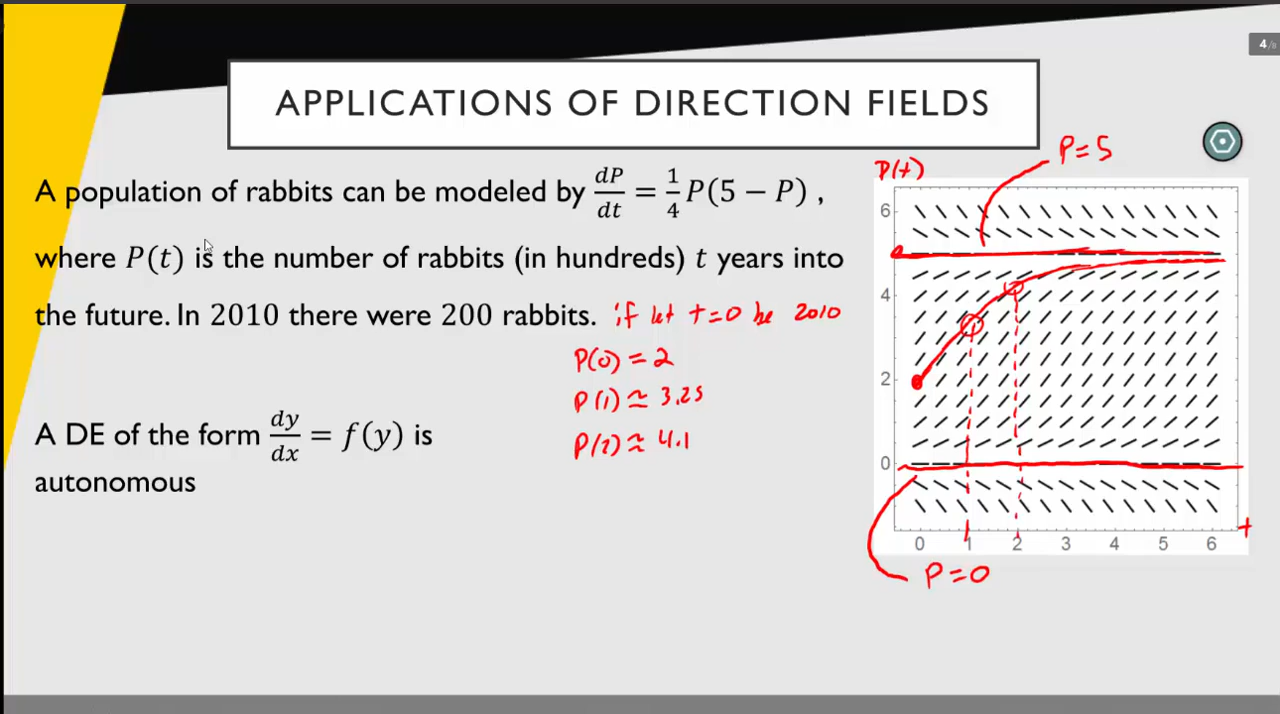 4/8
APPLICATIONS OF DIRECTION FIELDS
A population of rabbits can be modeled by dP/dt = 1/4 P(5 − P) ,
where P(t) is the number of rabbits (in hundreds) t years into
the future. In 2010 there were 200 rabbits. if let t=0 be 2010
P(0) = 2
P(1) ≈ 3.25
P(2) ≈ 4.1
A DE of the form dy/dx = f(y) is
autonomous
P(t)
P=5
6
4
2
0
0 1 2 3 4 5 6
t
P=0